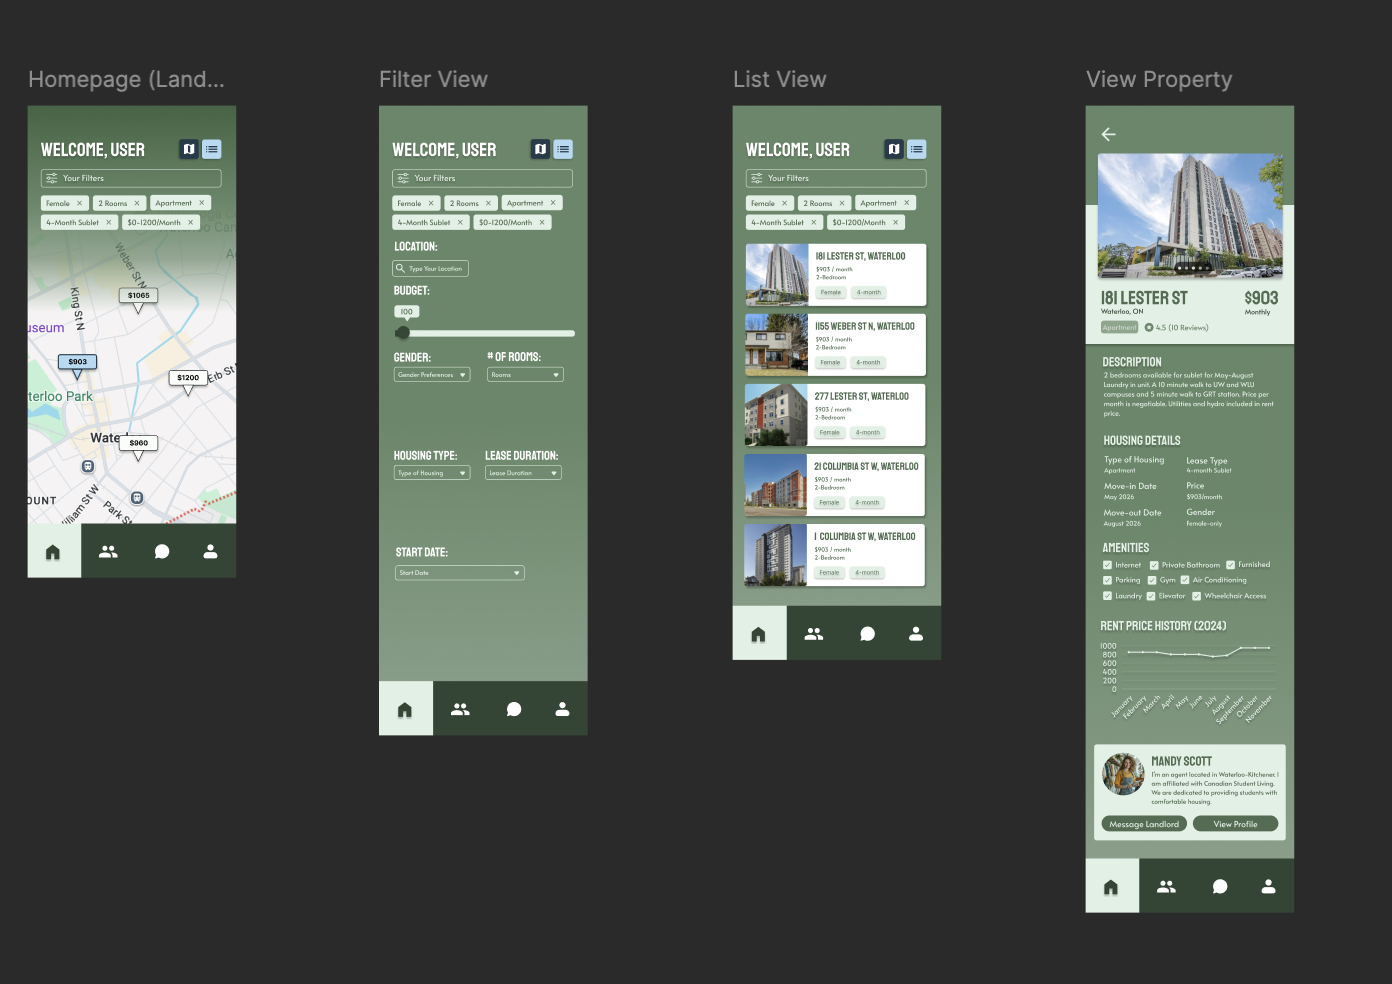 Homepage (Land...
WELCOME, USER
Your Filters
Female × 2 Rooms × Apartment ×
4-Month Sublet × $0-1200/Month ×
Weber St N
King St N
$1065
useum
$903
$1200
Erb St
terloo Park
Water
$960
OUNT
William St W
Park St
Filter View
WELCOME, USER
Your Filters
Female × 2 Rooms × Apartment ×
4-Month Sublet × $0-1200/Month ×
LOCATION:
Type Your Location
BUDGET:
100
GENDER: # OF ROOMS:
Gender Preferences Rooms
HOUSING TYPE: LEASE DURATION:
Type of Housing Lease Duration
START DATE:
Start Date
List View
WELCOME, USER
Your Filters
Female × 2 Rooms × Apartment ×
4-Month Sublet × $0-1200/Month ×
181 LESTER ST, WATERLOO
$903 / month
2-Bedroom
Female 4-month
1155 WEBER ST N, WATERLOO
$903 / month
2-Bedroom
Female 4-month
277 LESTER ST, WATERLOO
$903 / month
2-Bedroom
Female 4-month
21 COLUMBIA ST W, WATERLOO
$903 / month
2-Bedroom
Female 4-month
1 COLUMBIA ST W, WATERLOO
$903 / month
2-Bedroom
Female 4-month
View Property
181 LESTER ST $903
Waterloo, ON Monthly
Apartment 4.5 (10 Reviews)
DESCRIPTION
2 bedrooms available for sublet for May-August
Laundry in unit. A 10 minute walk to UW and WLU
campuses and 5 minute walk to GRT station. Price per
month is negotiable. Utilities and hydro included in rent
price.
HOUSING DETAILS
Type of Housing Lease Type
Apartment 4-month Sublet
Move-in Date Price
May 2026 $903/month
Move-out Date Gender
August 2026 Female-only
AMENITIES
Internet Private Bathroom Furnished
Parking Gym Air Conditioning
Laundry Elevator Wheelchair Access
RENT PRICE HISTORY (2024)
1000
800
600
400
200
0
January February March April May June July August September October November
MANDY SCOTT
I'm an agent located in Waterloo-Kitchener. I
am affiliated with Canadian Student Living.
We are dedicated to providing students with
comfortable housing.
Message Landlord View Profile